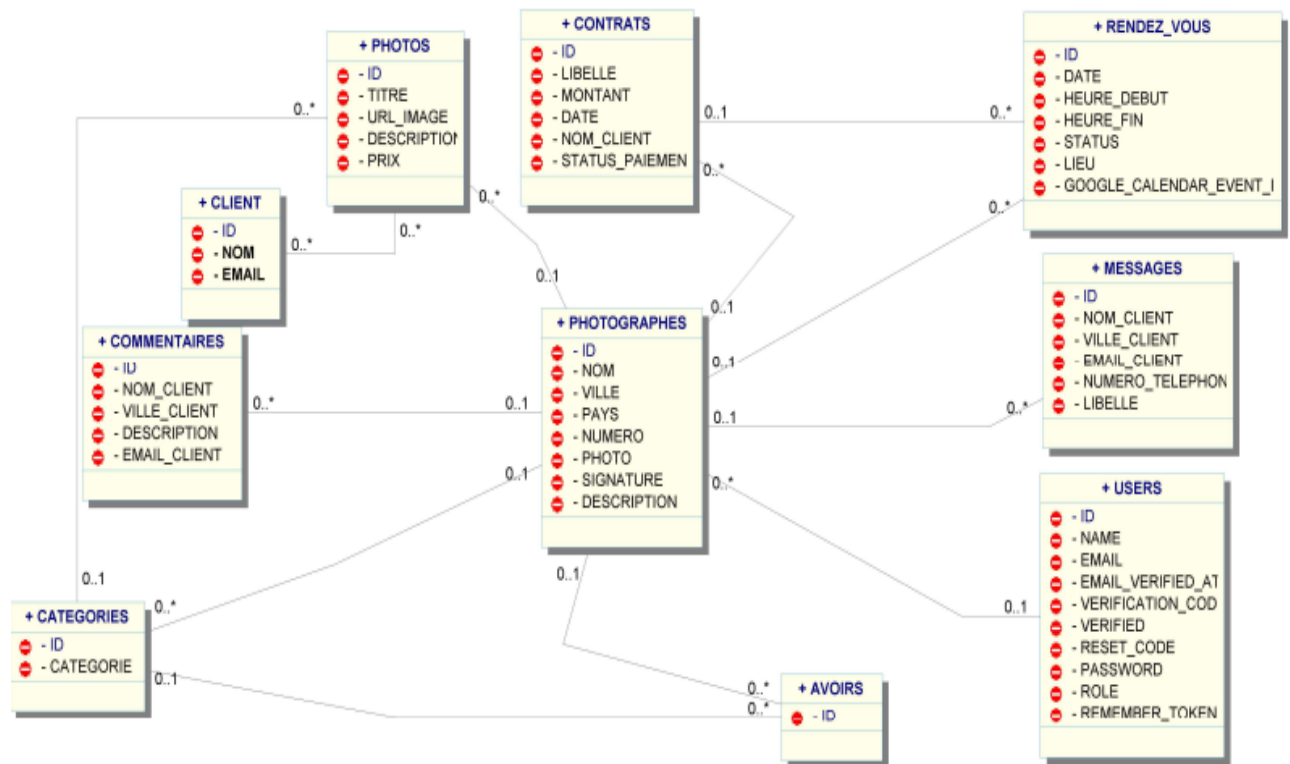 + PHOTOS
- ID
- TITRE
- URL_IMAGE
- DESCRIPTION
- PRIX
+ CONTRATS
- ID
- LIBELLE
- MONTANT
- DATE
- NOM_CLIENT
- STATUS_PAIEMEN
+ RENDEZ_VOUS
- ID
- DATE
- HEURE_DEBUT
- HEURE_FIN
- STATUS
- LIEU
- GOOGLE_CALENDAR_EVENT_I
0..*
0..1
0..*
0..*
0..*
0..*
+ CLIENT
- ID
- NOM
- EMAIL
0..*
0..*
0..1
0..1
0..1
+ MESSAGES
- ID
- NOM_CLIENT
- VILLE_CLIENT
- EMAIL_CLIENT
- NUMERO_TELEPHON
- LIBELLE
+ COMMENTAIRES
- ID
- NOM_CLIENT
- VILLE_CLIENT
- DESCRIPTION
- EMAIL_CLIENT
+ PHOTOGRAPHES
- ID
- NOM
- VILLE
- PAYS
- NUMERO
- PHOTO
- SIGNATURE
- DESCRIPTION
0..*
0..1
0..1
0..*
0..1
0..*
+ USERS
- ID
- NAME
- EMAIL
- EMAIL_VERIFIED_AT
- VERIFICATION_COD
- VERIFIED
- RESET_CODE
- PASSWORD
- ROLE
- REMEMBER_TOKEN
0..1
0..1
0..1
0..*
+ CATEGORIES
- ID
- CATEGORIE
0..1
0..*
0..*
+ AVOIRS
- ID